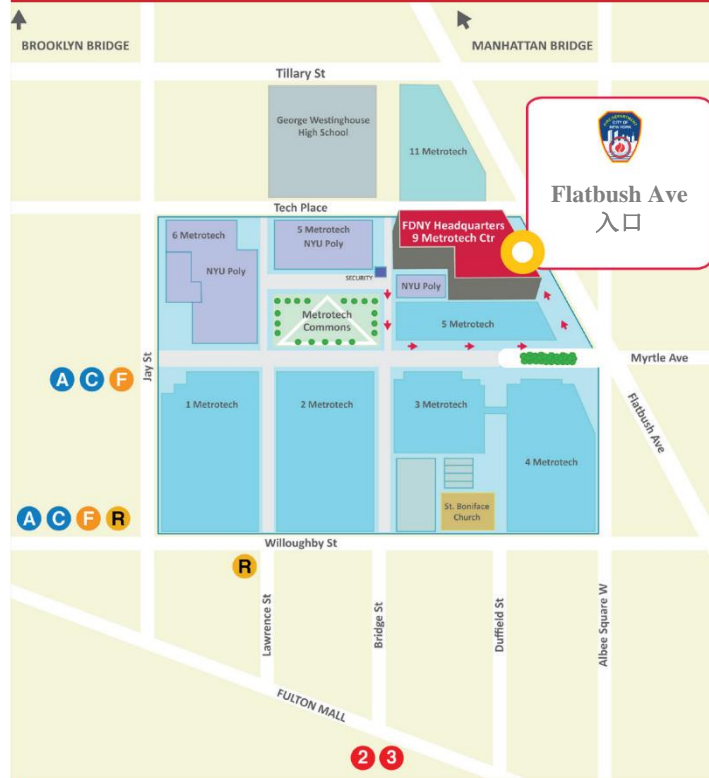 BROOKLYN BRIDGE
MANHATTAN BRIDGE
Tillary St
George Westinghouse
High School
11 Metrotech
Flatbush Ave
入口
Tech Place
6 Metrotech
NYU Poly
5 Metrotech
NYU Poly
FDNY Headquarters
9 Metrotech Ctr
SECURITY
NYU Poly
Metrotech
Commons
5 Metrotech
Jay St
Myrtle Ave
A C F
1 Metrotech
2 Metrotech
3 Metrotech
Flatbush Ave
4 Metrotech
A C F R
St. Boniface
Church
Willoughby St
R
Lawrence St
Bridge St
Duffield St
Albee Square W
FULTON MALL
2 3